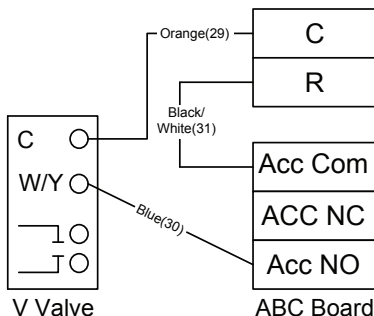 Orange(29)
C
R
Black/
White(31)
C
W/Y
Acc Com
ACC NC
Blue(30)
Acc NO
V Valve
ABC Board